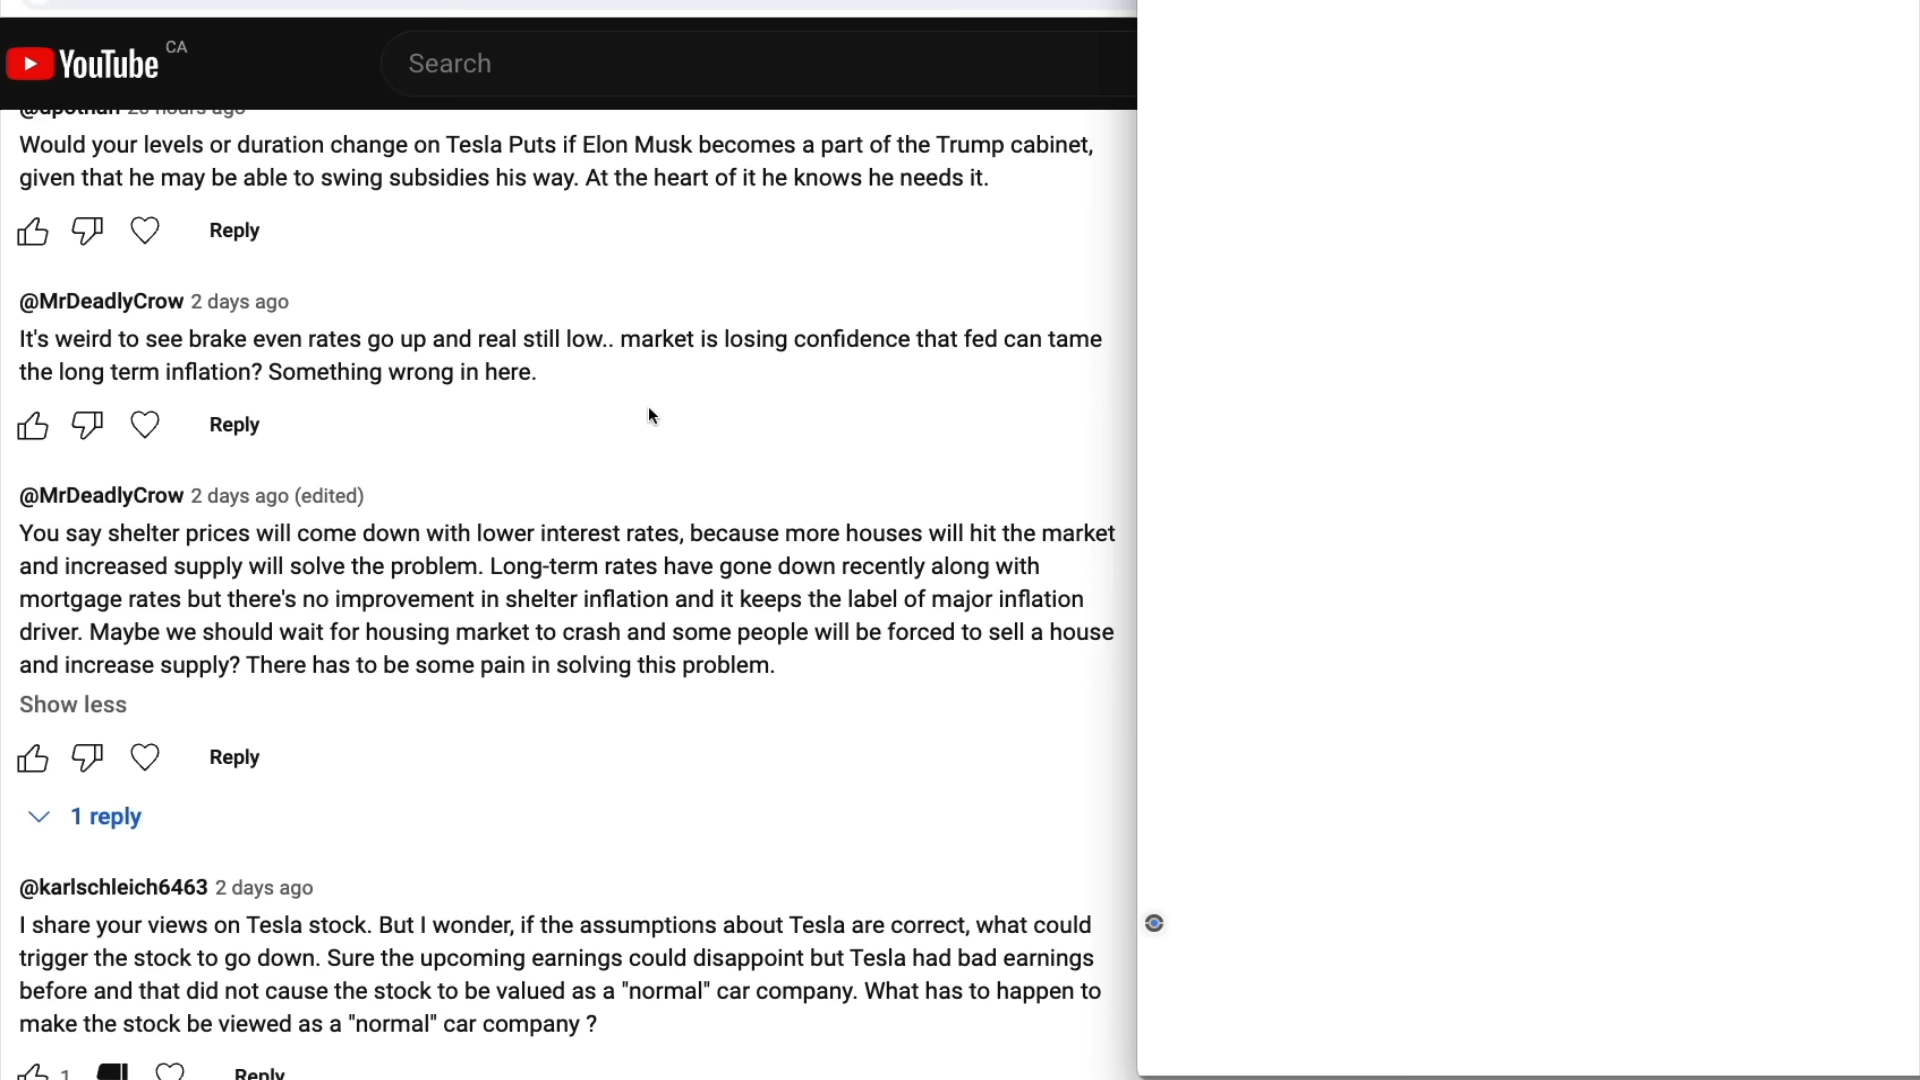 YouTube CA
Search
Would your levels or duration change on Tesla Puts if Elon Musk becomes a part of the Trump cabinet,
given that he may be able to swing subsidies his way. At the heart of it he knows he needs it.
Reply
@MrDeadlyCrow 2 days ago
It's weird to see brake even rates go up and real still low.. market is losing confidence that fed can tame
the long term inflation? Something wrong in here.
Reply
@MrDeadlyCrow 2 days ago (edited)
You say shelter prices will come down with lower interest rates, because more houses will hit the market
and increased supply will solve the problem. Long-term rates have gone down recently along with
mortgage rates but there's no improvement in shelter inflation and it keeps the label of major inflation
driver. Maybe we should wait for housing market to crash and some people will be forced to sell a house
and increase supply? There has to be some pain in solving this problem.
Show less
Reply
1 reply
@karlschleich6463 2 days ago
I share your views on Tesla stock. But I wonder, if the assumptions about Tesla are correct, what could
trigger the stock to go down. Sure the upcoming earnings could disappoint but Tesla had bad earnings
before and that did not cause the stock to be valued as a "normal" car company. What has to happen to
make the stock be viewed as a "normal" car company ?
1 Reply